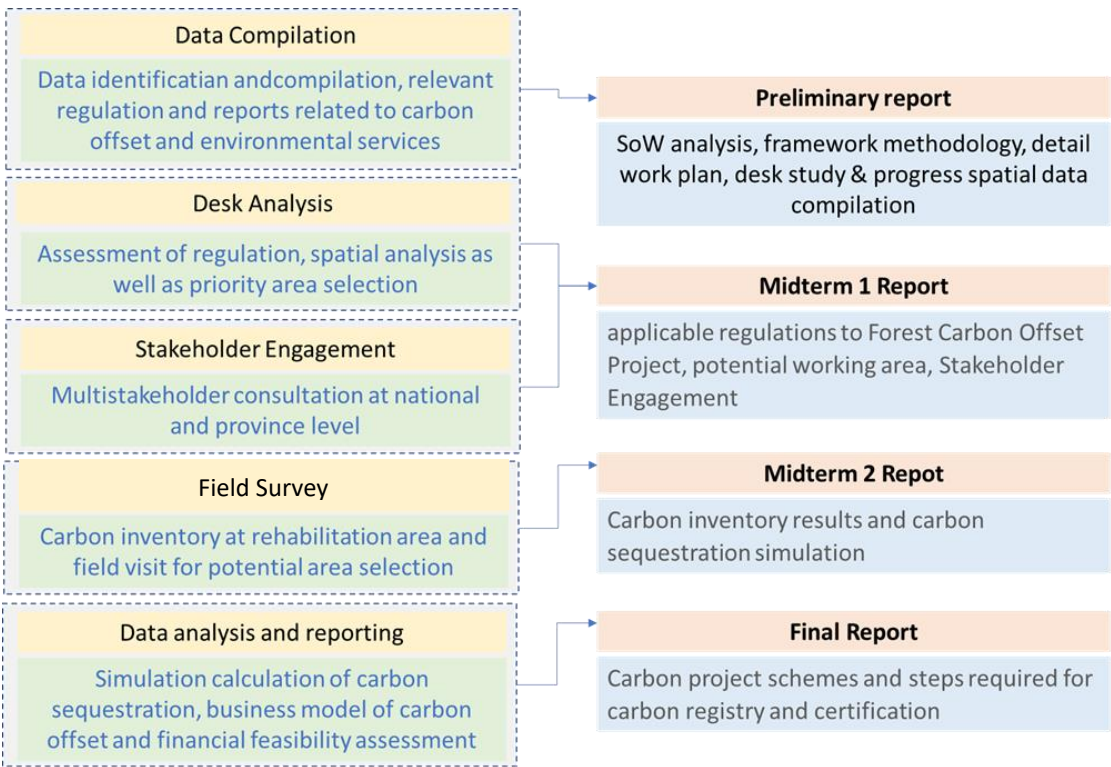 Data Compilation
Data identificatian andcompilation, relevant
regulation and reports related to carbon
offset and environmental services
Preliminary report
SoW analysis, framework methodology, detail
work plan, desk study & progress spatial data
compilation
Desk Analysis
Assessment of regulation, spatial analysis as
well as priority area selection
Stakeholder Engagement
Multistakeholder consultation at national
and province level
Midterm 1 Report
applicable regulations to Forest Carbon Offset
Project, potential working area, Stakeholder
Engagement
Field Survey
Carbon inventory at rehabilitation area and
field visit for potential area selection
Midterm 2 Repot
Carbon inventory results and carbon
sequestration simulation
Data analysis and reporting
Simulation calculation of carbon
sequestration, business model of carbon
offset and financial feasibility assessment
Final Report
Carbon project schemes and steps required for
carbon registry and certification